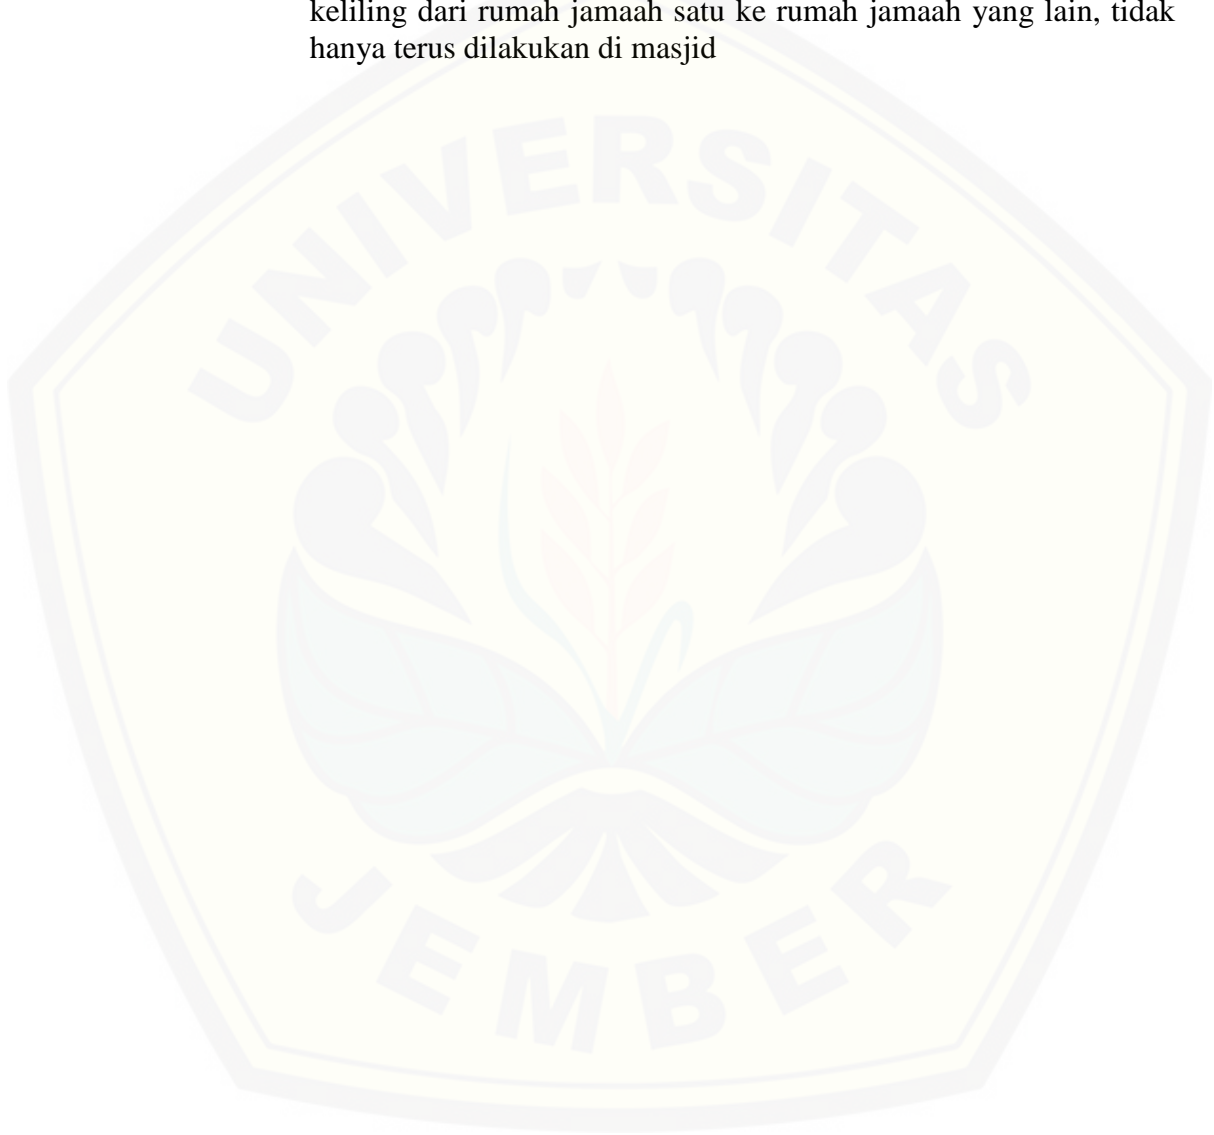 keliling dari rumah jamaah satu ke rumah jamaah yang lain, tidak
hanya terus dilakukan di masjid
UNIVERSITAS
JEMBER